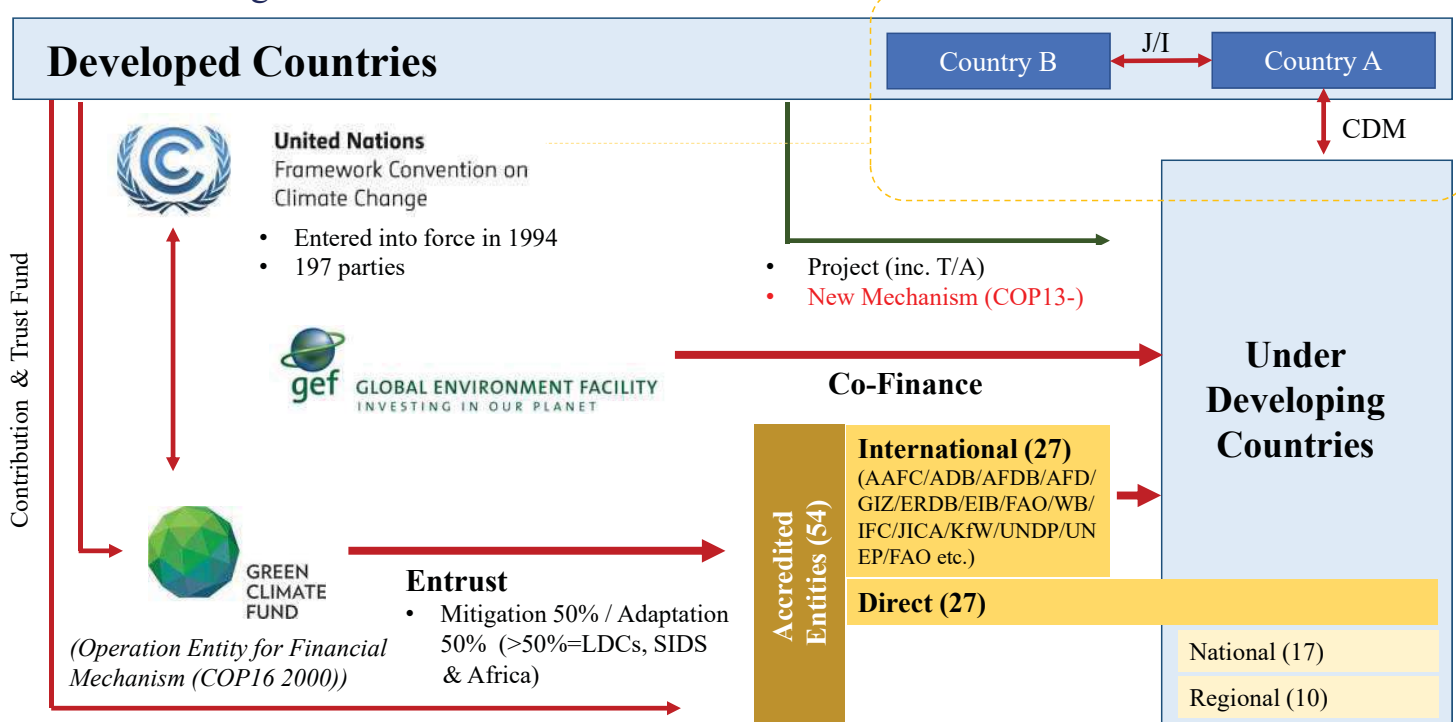 Developed Countries
Country B
J/I
Country A
CDM
United Nations
Framework Convention on
Climate Change
• Entered into force in 1994
• 197 parties
• Project (inc. T/A)
• New Mechanism (COP13-)
Contribution & Trust Fund
gef GLOBAL ENVIRONMENT FACILITY
INVESTING IN OUR PLANET
Co-Finance
Under
Developing
Countries
Accredited
Entities (54)
International (27)
(AAFC/ADB/AFDB/AFD/
GIZ/ERDB/EIB/FAO/WB/
IFC/JICA/KfW/UNDP/UN
EP/FAO etc.)
Direct (27)
National (17)
Regional (10)
GREEN
CLIMATE
FUND
(Operation Entity for Financial
Mechanism (COP16 2000))
Entrust
• Mitigation 50% / Adaptation
50% (>50%=LDCs, SIDS
& Africa)